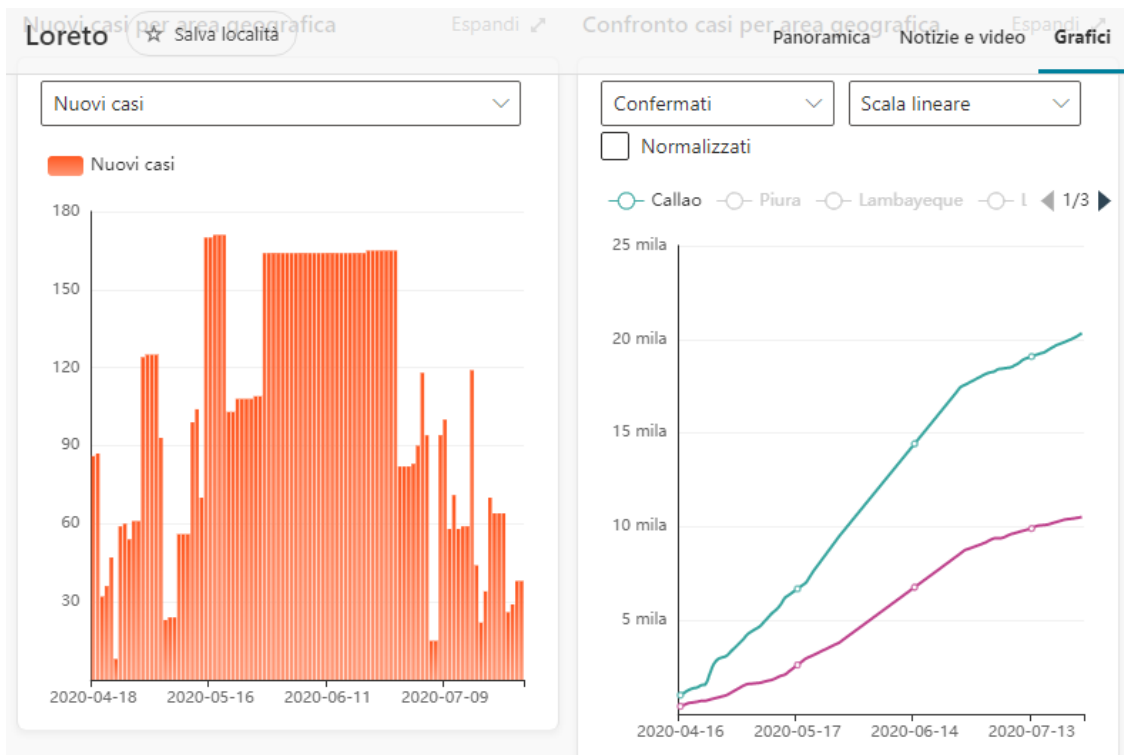 Nuovi casi per area geografica
Espandi
Confronto casi per area geografica
Espandi
Loreto
Salva località
Panoramica
Notizie e video
Grafici
Nuovi casi
Confermati
Scala lineare
Normalizzati
Nuovi casi
Callao
Piura
Lambayeque
L
1/3
180
150
120
90
60
30
2020-04-18
2020-05-16
2020-06-11
2020-07-09
25 mila
20 mila
15 mila
10 mila
5 mila
2020-04-16
2020-05-17
2020-06-14
2020-07-13